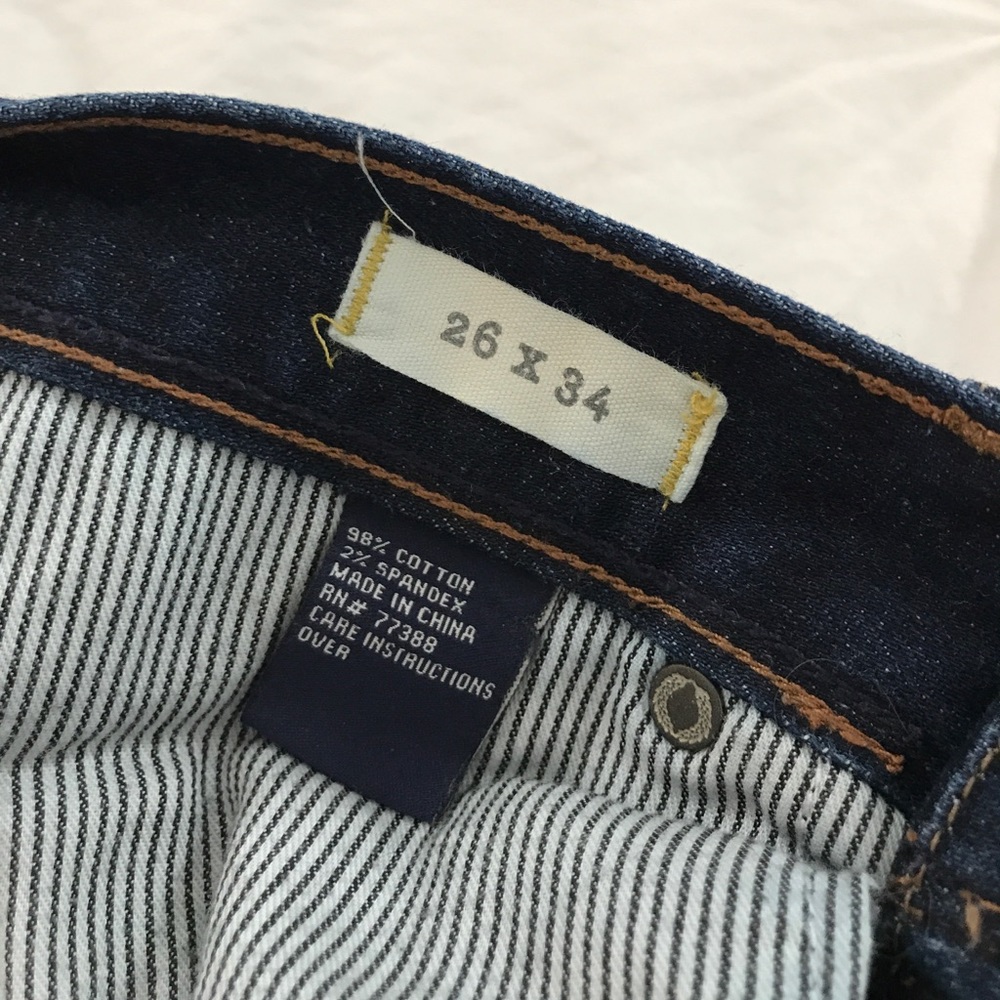 26 X 34
98% COTTON
2% SPANDEX
MADE IN CHINA
RN# 77388
CARE INSTRUCTIONS
OVER